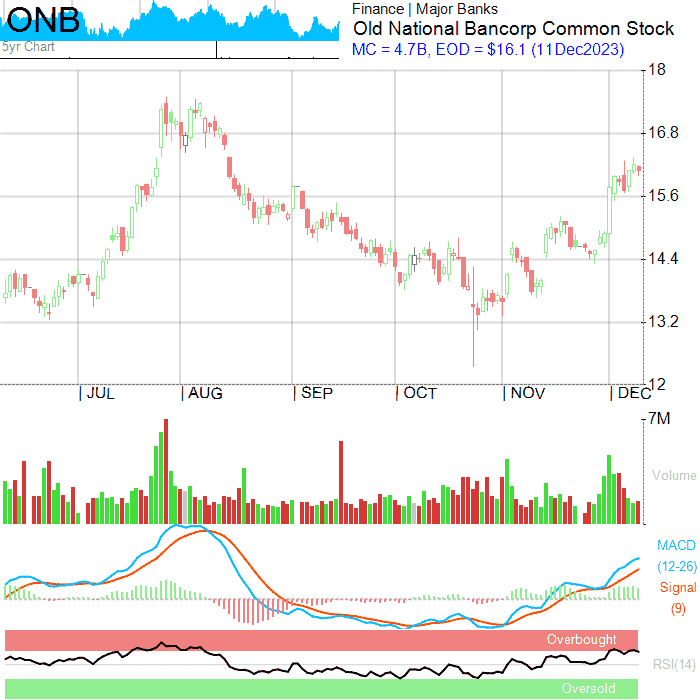 ONB
5yr Chart
Finance | Major Banks
Old National Bancorp Common Stock
MC = 4.7B, EOD = $16.1 (11Dec2023)
18
16.8
15.6
14.4
13.2
12
JUL AUG SEP OCT NOV DEC
7M
Volume
MACD
(12-26)
Signal
(9)
Overbought
RSI(14)
Oversold